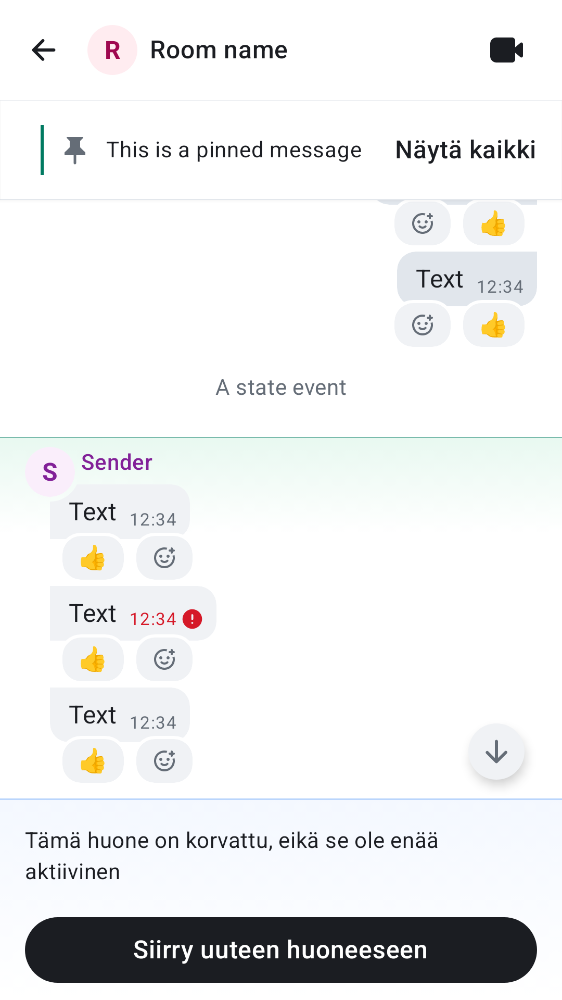 R Room name
This is a pinned message Näytä kaikki
Text 12:34
A state event
S Sender
Text 12:34
Text 12:34
Text 12:34
Tämä huone on korvattu, eikä se ole enää
aktiivinen
Siirry uuteen huoneeseen